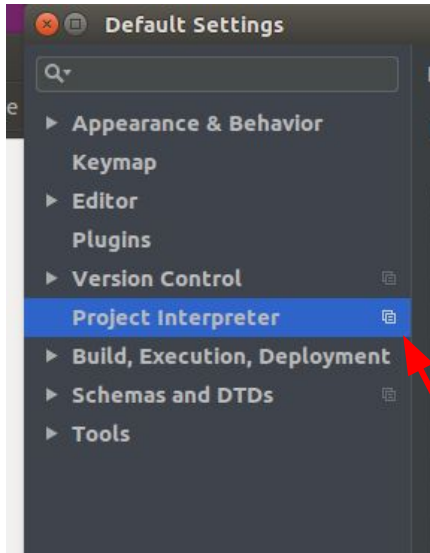 Default Settings
e
Appearance & Behavior
Keymap
Editor
Plugins
Version Control
Project Interpreter
Build, Execution, Deployment
Schemas and DTDs
Tools